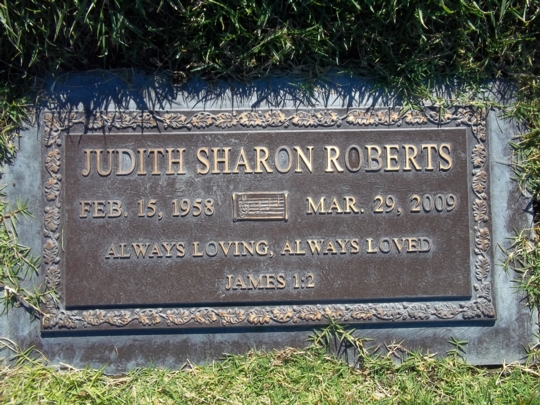 JUDITH SHARON ROBERTS
FEB. 15, 1958 MAR. 29, 2009
ALWAYS LOVING, ALWAYS LOVED
JAMES 1:2